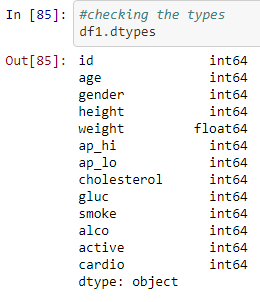 In [85]: #checking the types
df1.dtypes
Out[85]: id int64
age int64
gender int64
height int64
weight float64
ap_hi int64
ap_lo int64
cholesterol int64
gluc int64
smoke int64
alco int64
active int64
cardio int64
dtype: object